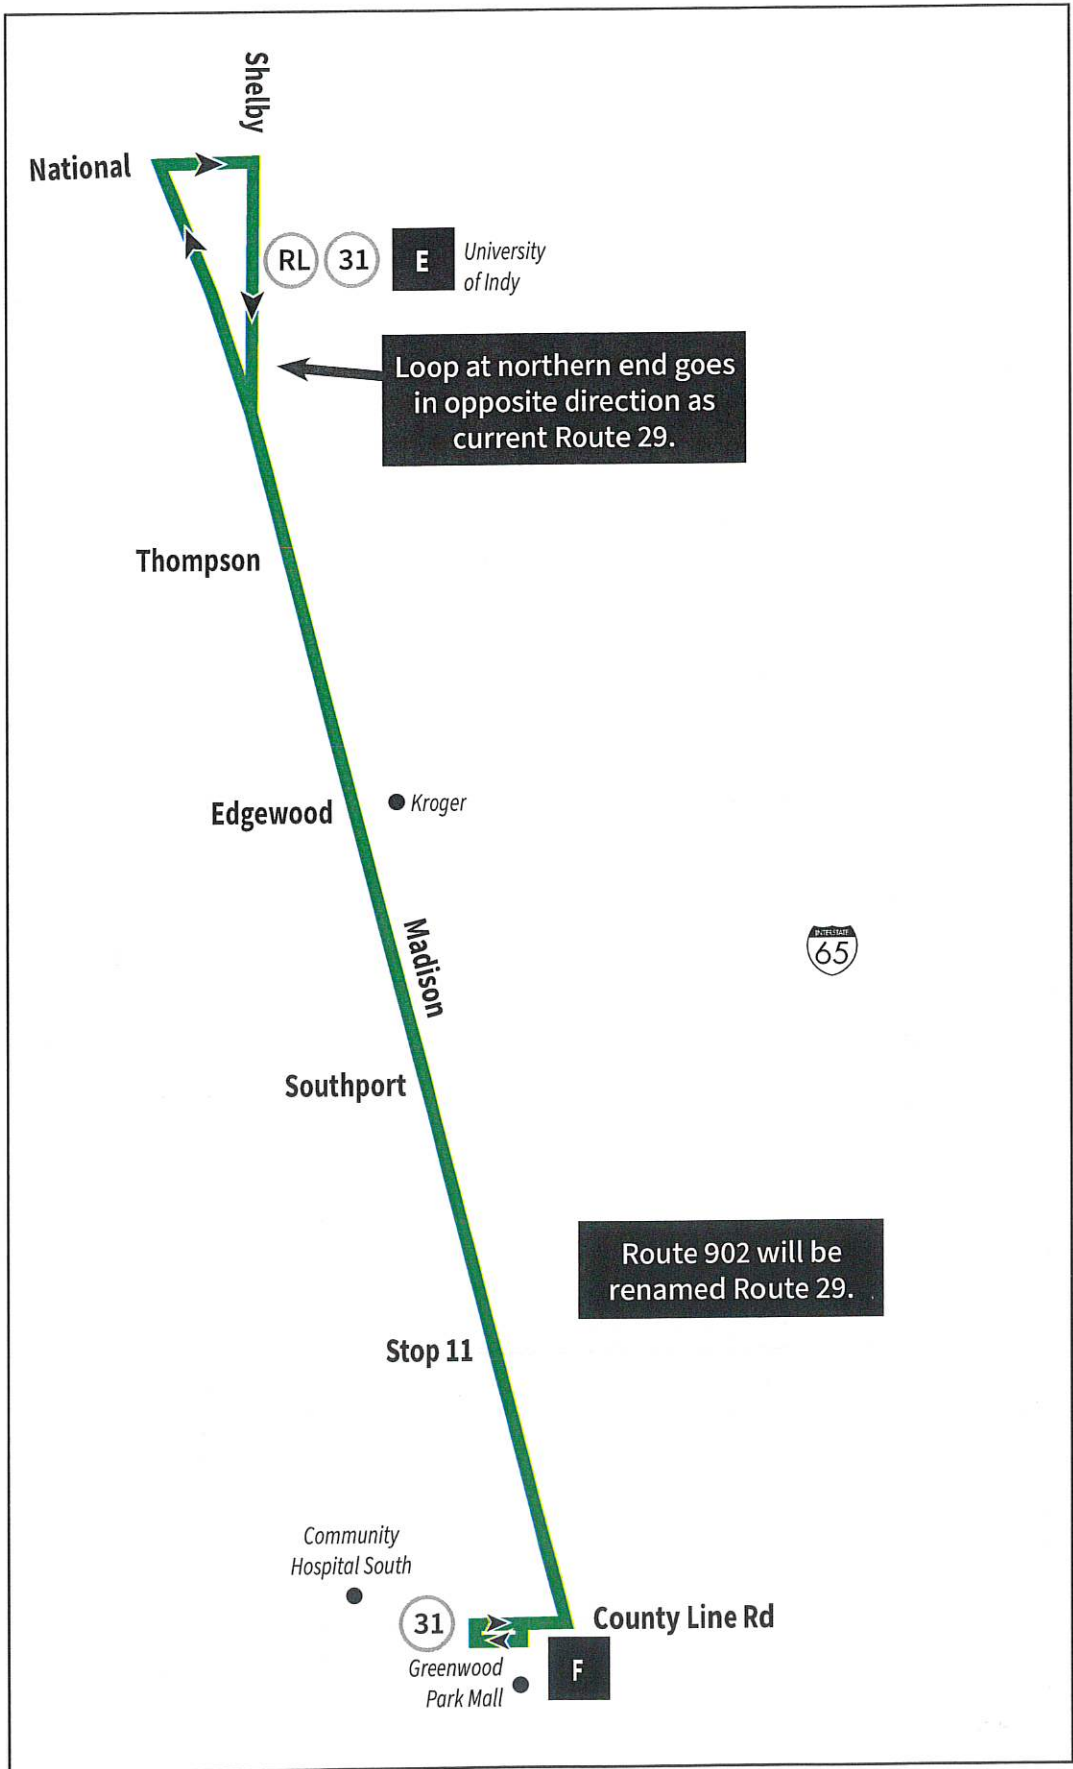 Shelby
National
RL 31 E University
of Indy
Loop at northern end goes
in opposite direction as
current Route 29.
Thompson
Edgewood
Kroger
Madison
INTERSTATE
65
Southport
Route 902 will be
renamed Route 29.
Stop 11
Community
Hospital South
31
County Line Rd
Greenwood
Park Mall
F